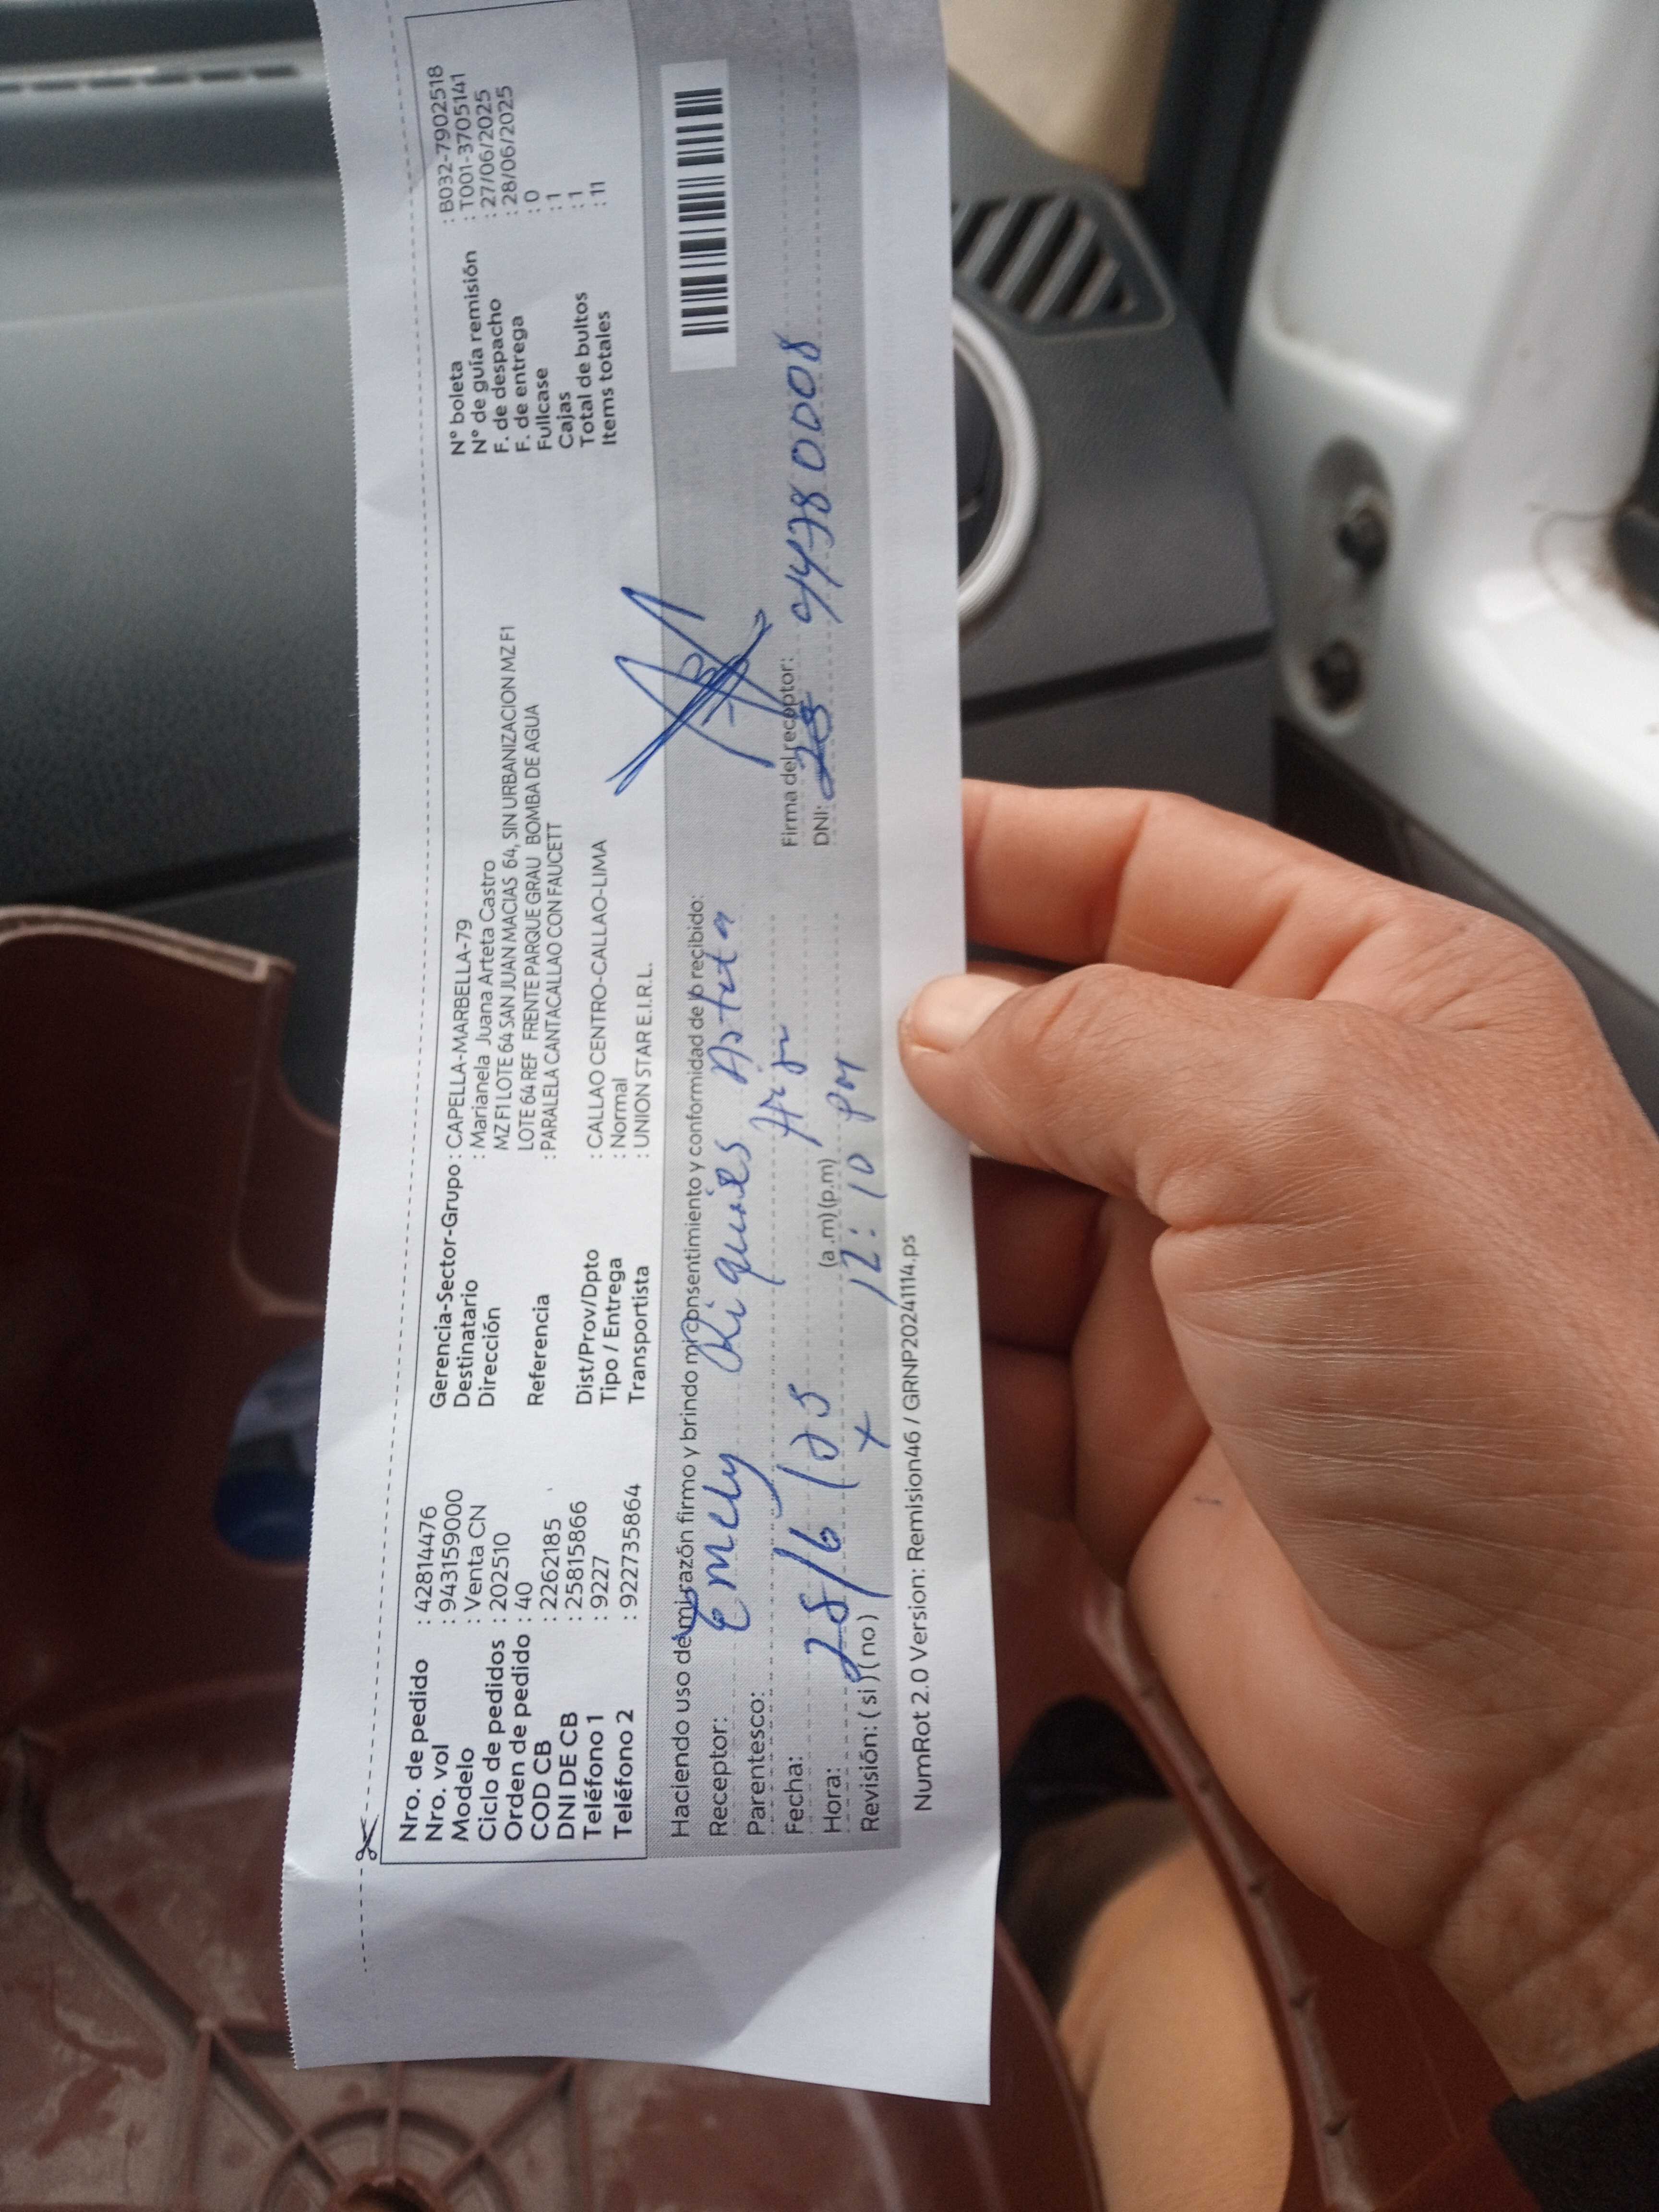 Nro. de pedido : 42814476
Nro. vol : 943159000
Modelo : Venta CN
Ciclo de pedidos : 202510
Orden de pedido : 40
COD CB : 2262185
DNI DE CB : 25815866
Teléfono 1 : 9227
Teléfono 2 : 922735864
Gerencia-Sector-Grupo : CAPELLA-MARBELLA-79
Destinatario : Marianela Juana Arteta Castro
Dirección MZ F1 LOTE 64 SAN JUAN MACIAS 64, SIN URBANIZACION MZ F1
LOTE 64 REF FRENTE PARQUE GRAU BOMBA DE AGUA
Referencia : PARALELA CANTACALLAO CON FAUCETT
Dist/Prov/Dpto : CALLAO CENTRO-CALLAO-LIMA
Tipo / Entrega : Normal
Transportista : UNION STAR E.I.R.L.
N° boleta : B032-7902518
N° de guía remisión : T001-3705141
F. de despacho : 27/06/2025
F. de entrega : 28/06/2025
Fullcase : 0
Cajas : 1
Total de bultos : 1
Items totales : 11
Haciendo uso de mi razón firmo y brindo mi consentimiento y conformidad de lo recibido:
Receptor: Emely
Parentesco:
Fecha: 28/6/25
Firma del receptor:
Hora: (a .m) (p.m) 12:10 pm
DNI:
Revisión: ( si ) ( no ) x
NumRot 2.0 Version: Remision46 / GRNP20241114.ps